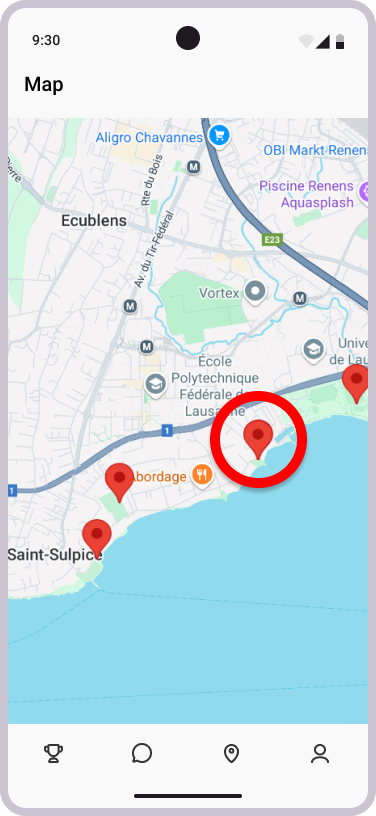 9:30
Map
Aligro Chavannes
OBI Markt Renens
Rte du Bois
M
Piscine Renens
Aquasplash
Ecublens
Av. du Tir-Fédéral
E23
Vortex
M
M
M
École
Polytechnique
Fédérale de
Lausanne
Unive
de Lau
1
Abordage
1
Saint-Sulpice